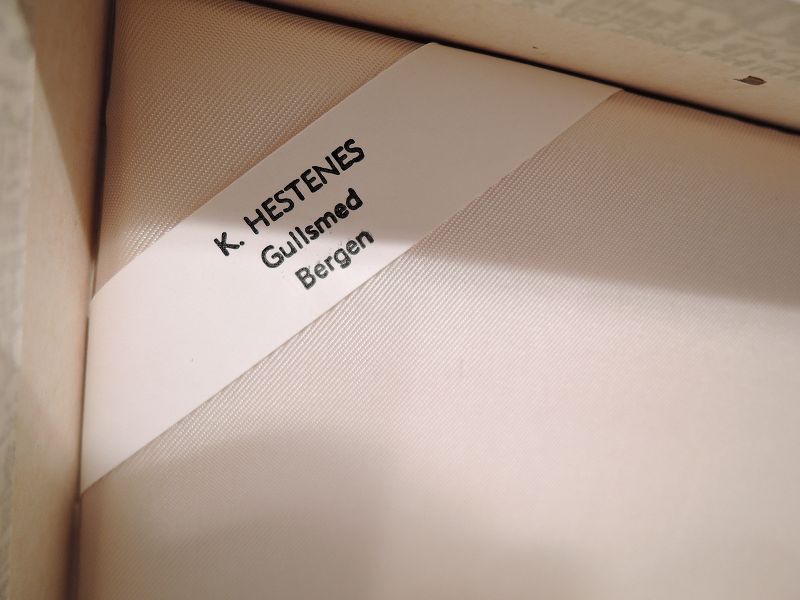 K. HESTENES
Gullsmed
Bergen